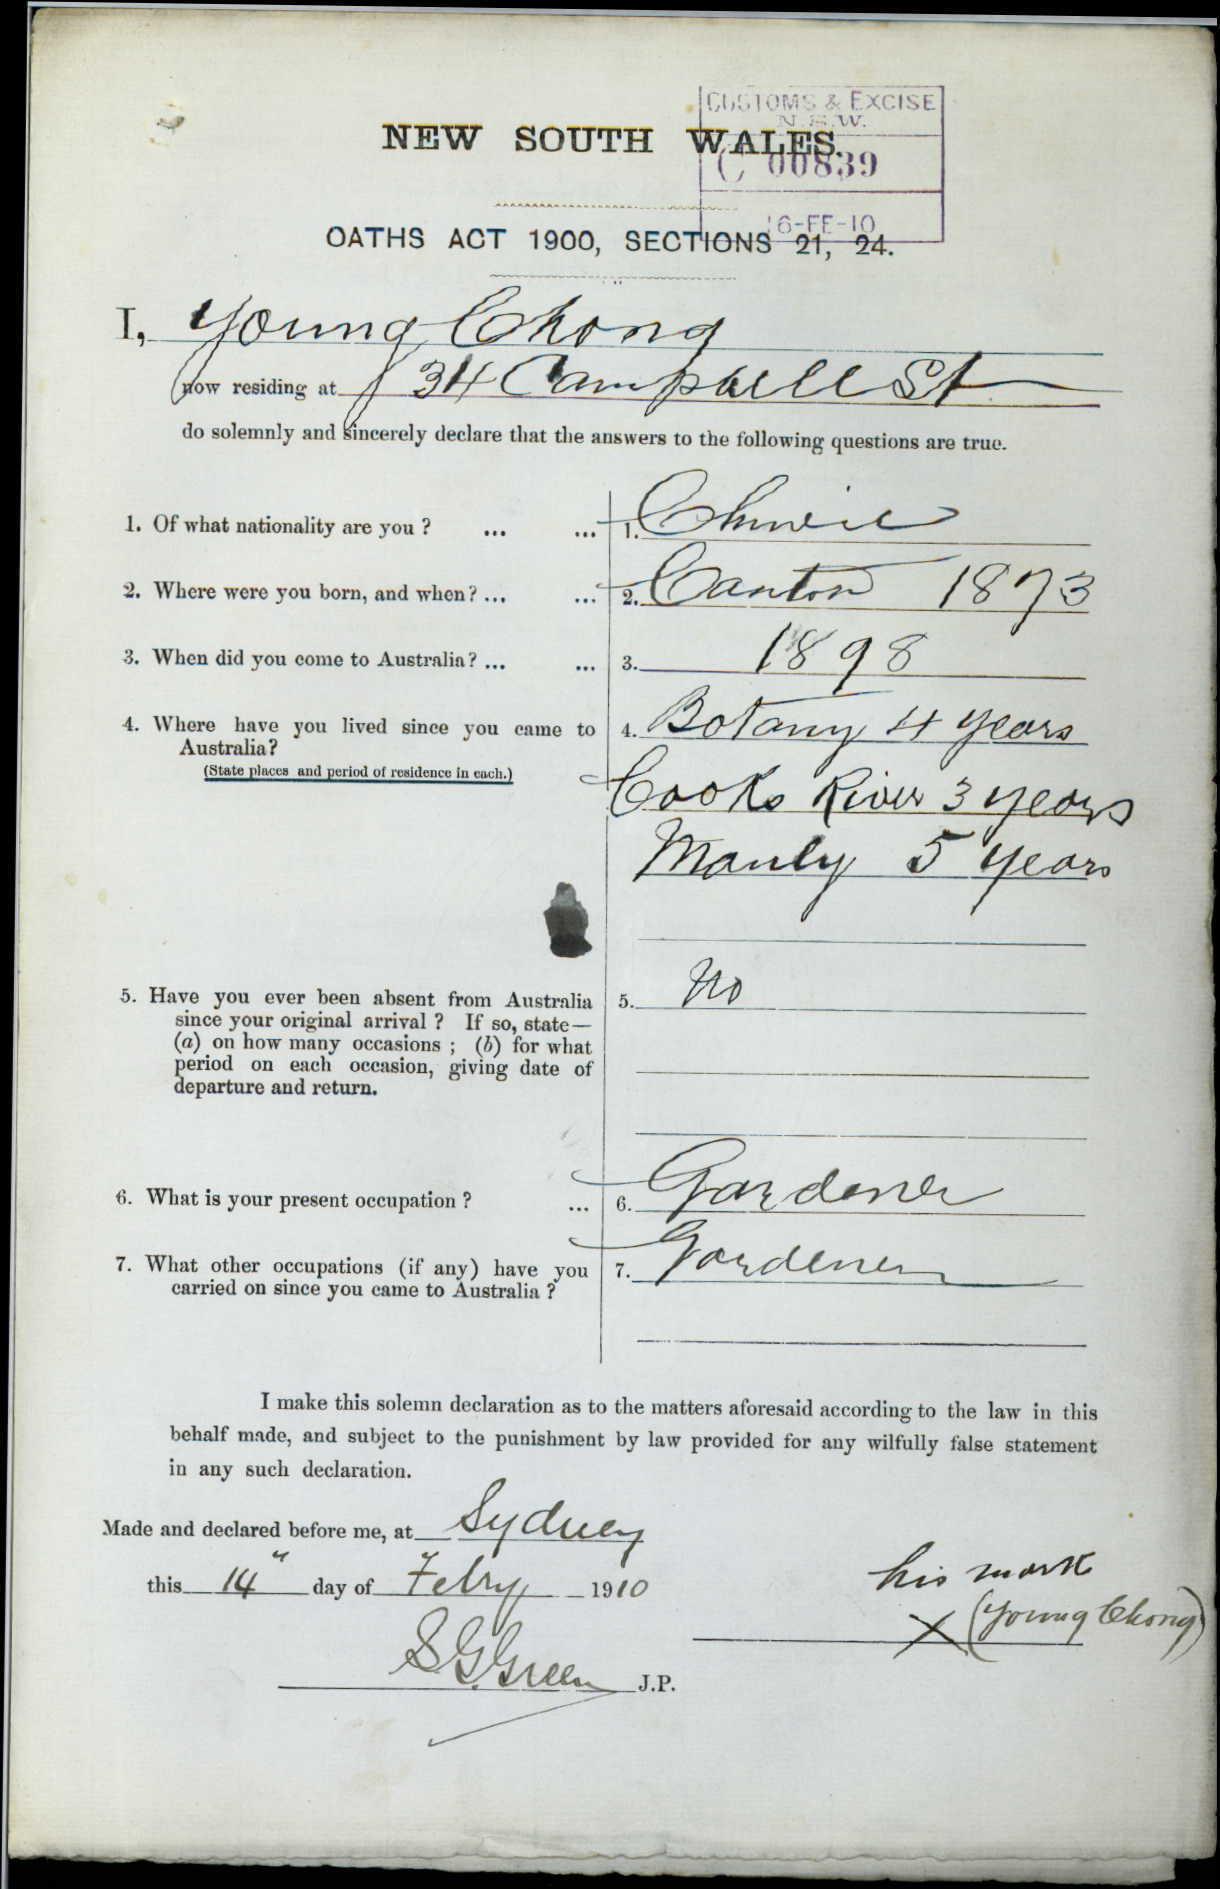 CUSTOMS & EXCISE
N.S.W.
NEW SOUTH WALES.
C 00839
16-FE-10
OATHS ACT 1900, SECTIONS 21, 24.
I, Young Chong
now residing at 34 Campbell St
do solemnly and sincerely declare that the answers to the following questions are true.
1. Of what nationality are you ? ... ... 1. Chinese
2. Where were you born, and when? ... ... 2. Canton 1873
3. When did you come to Australia? ... ... 3. 1898
4. Where have you lived since you came to 4. Botany 4 years
Australia?
(State places and period of residence in each.)
Cooks River 3 years
Manly 5 years
5. Have you ever been absent from Australia 5. No
since your original arrival ? If so, state—
(a) on how many occasions ; (b) for what
period on each occasion, giving date of
departure and return.
6. What is your present occupation ? ... 6. Gardener
7. What other occupations (if any) have you 7. Gardener
carried on since you came to Australia ?
I make this solemn declaration as to the matters aforesaid according to the law in this
behalf made, and subject to the punishment by law provided for any wilfully false statement
in any such declaration.
Made and declared before me, at Sydney
this 14" day of Febry 1910
his mark
X (Young Chong)
S.G. Green J.P.